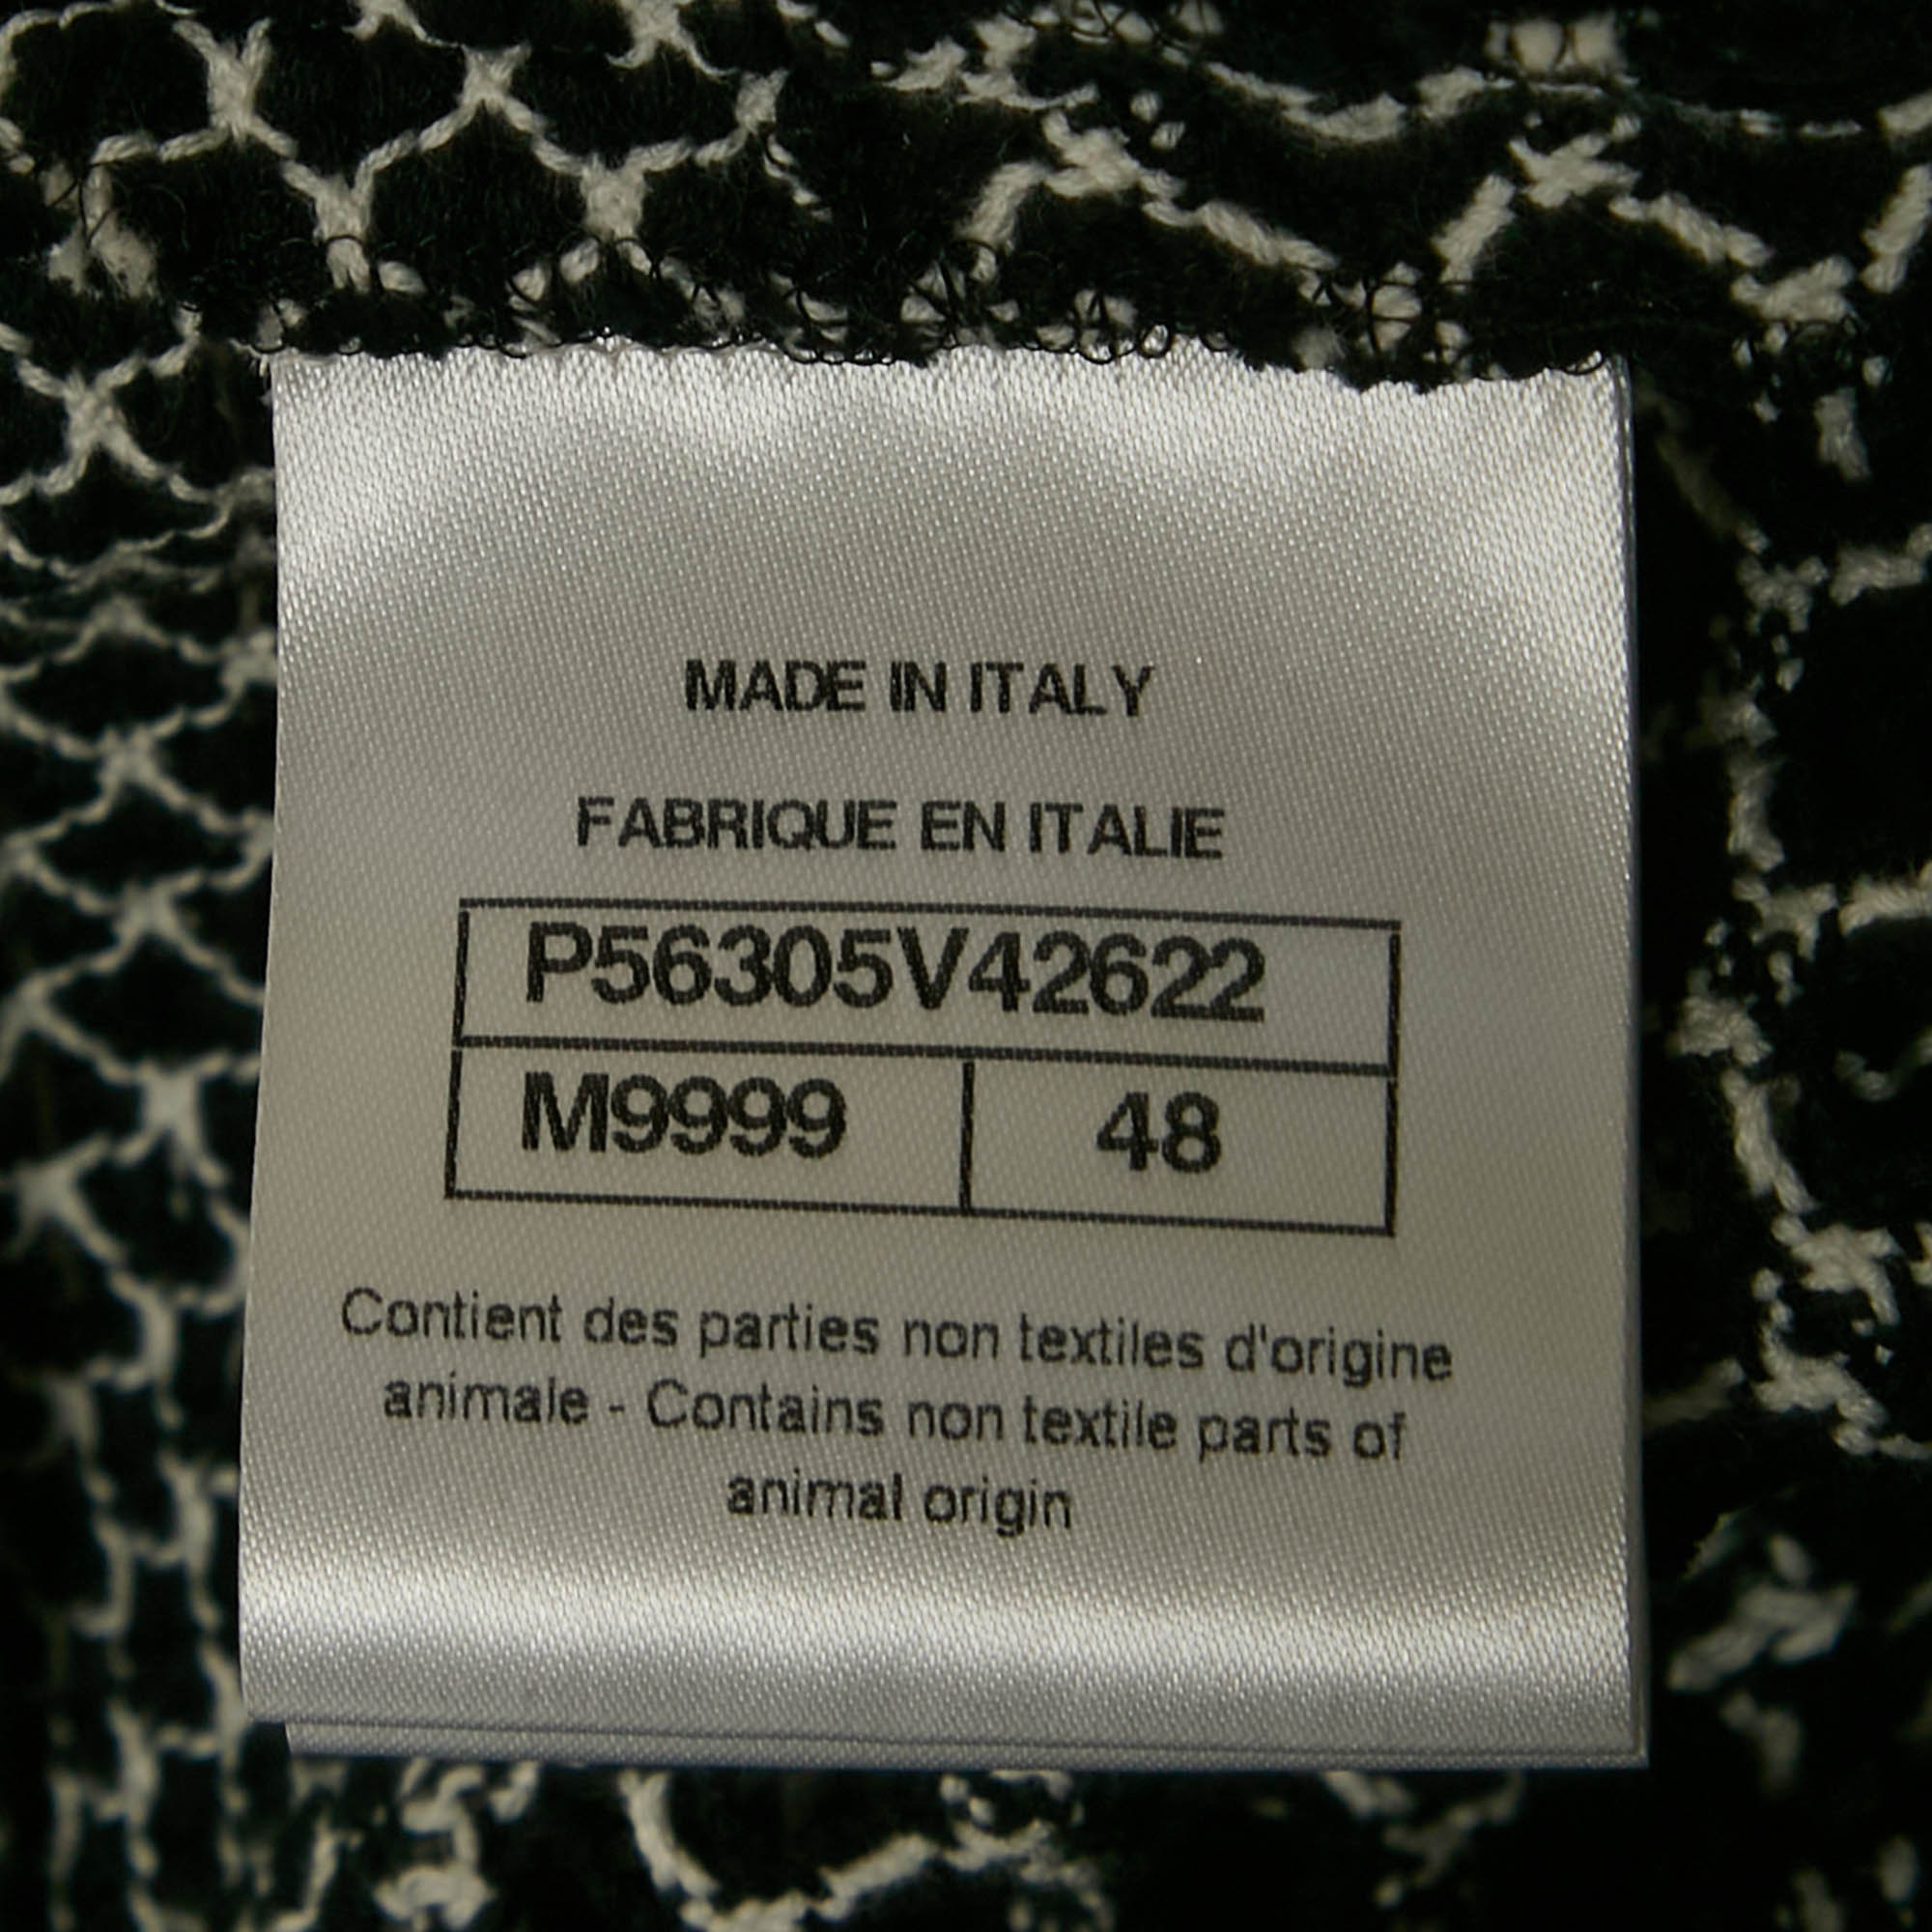 MADE IN ITALY
FABRIQUE EN ITALIE
P56305V42622
M9999 48
Contient des parties non textiles d'origine
animale - Contains non textile parts of
animal origin